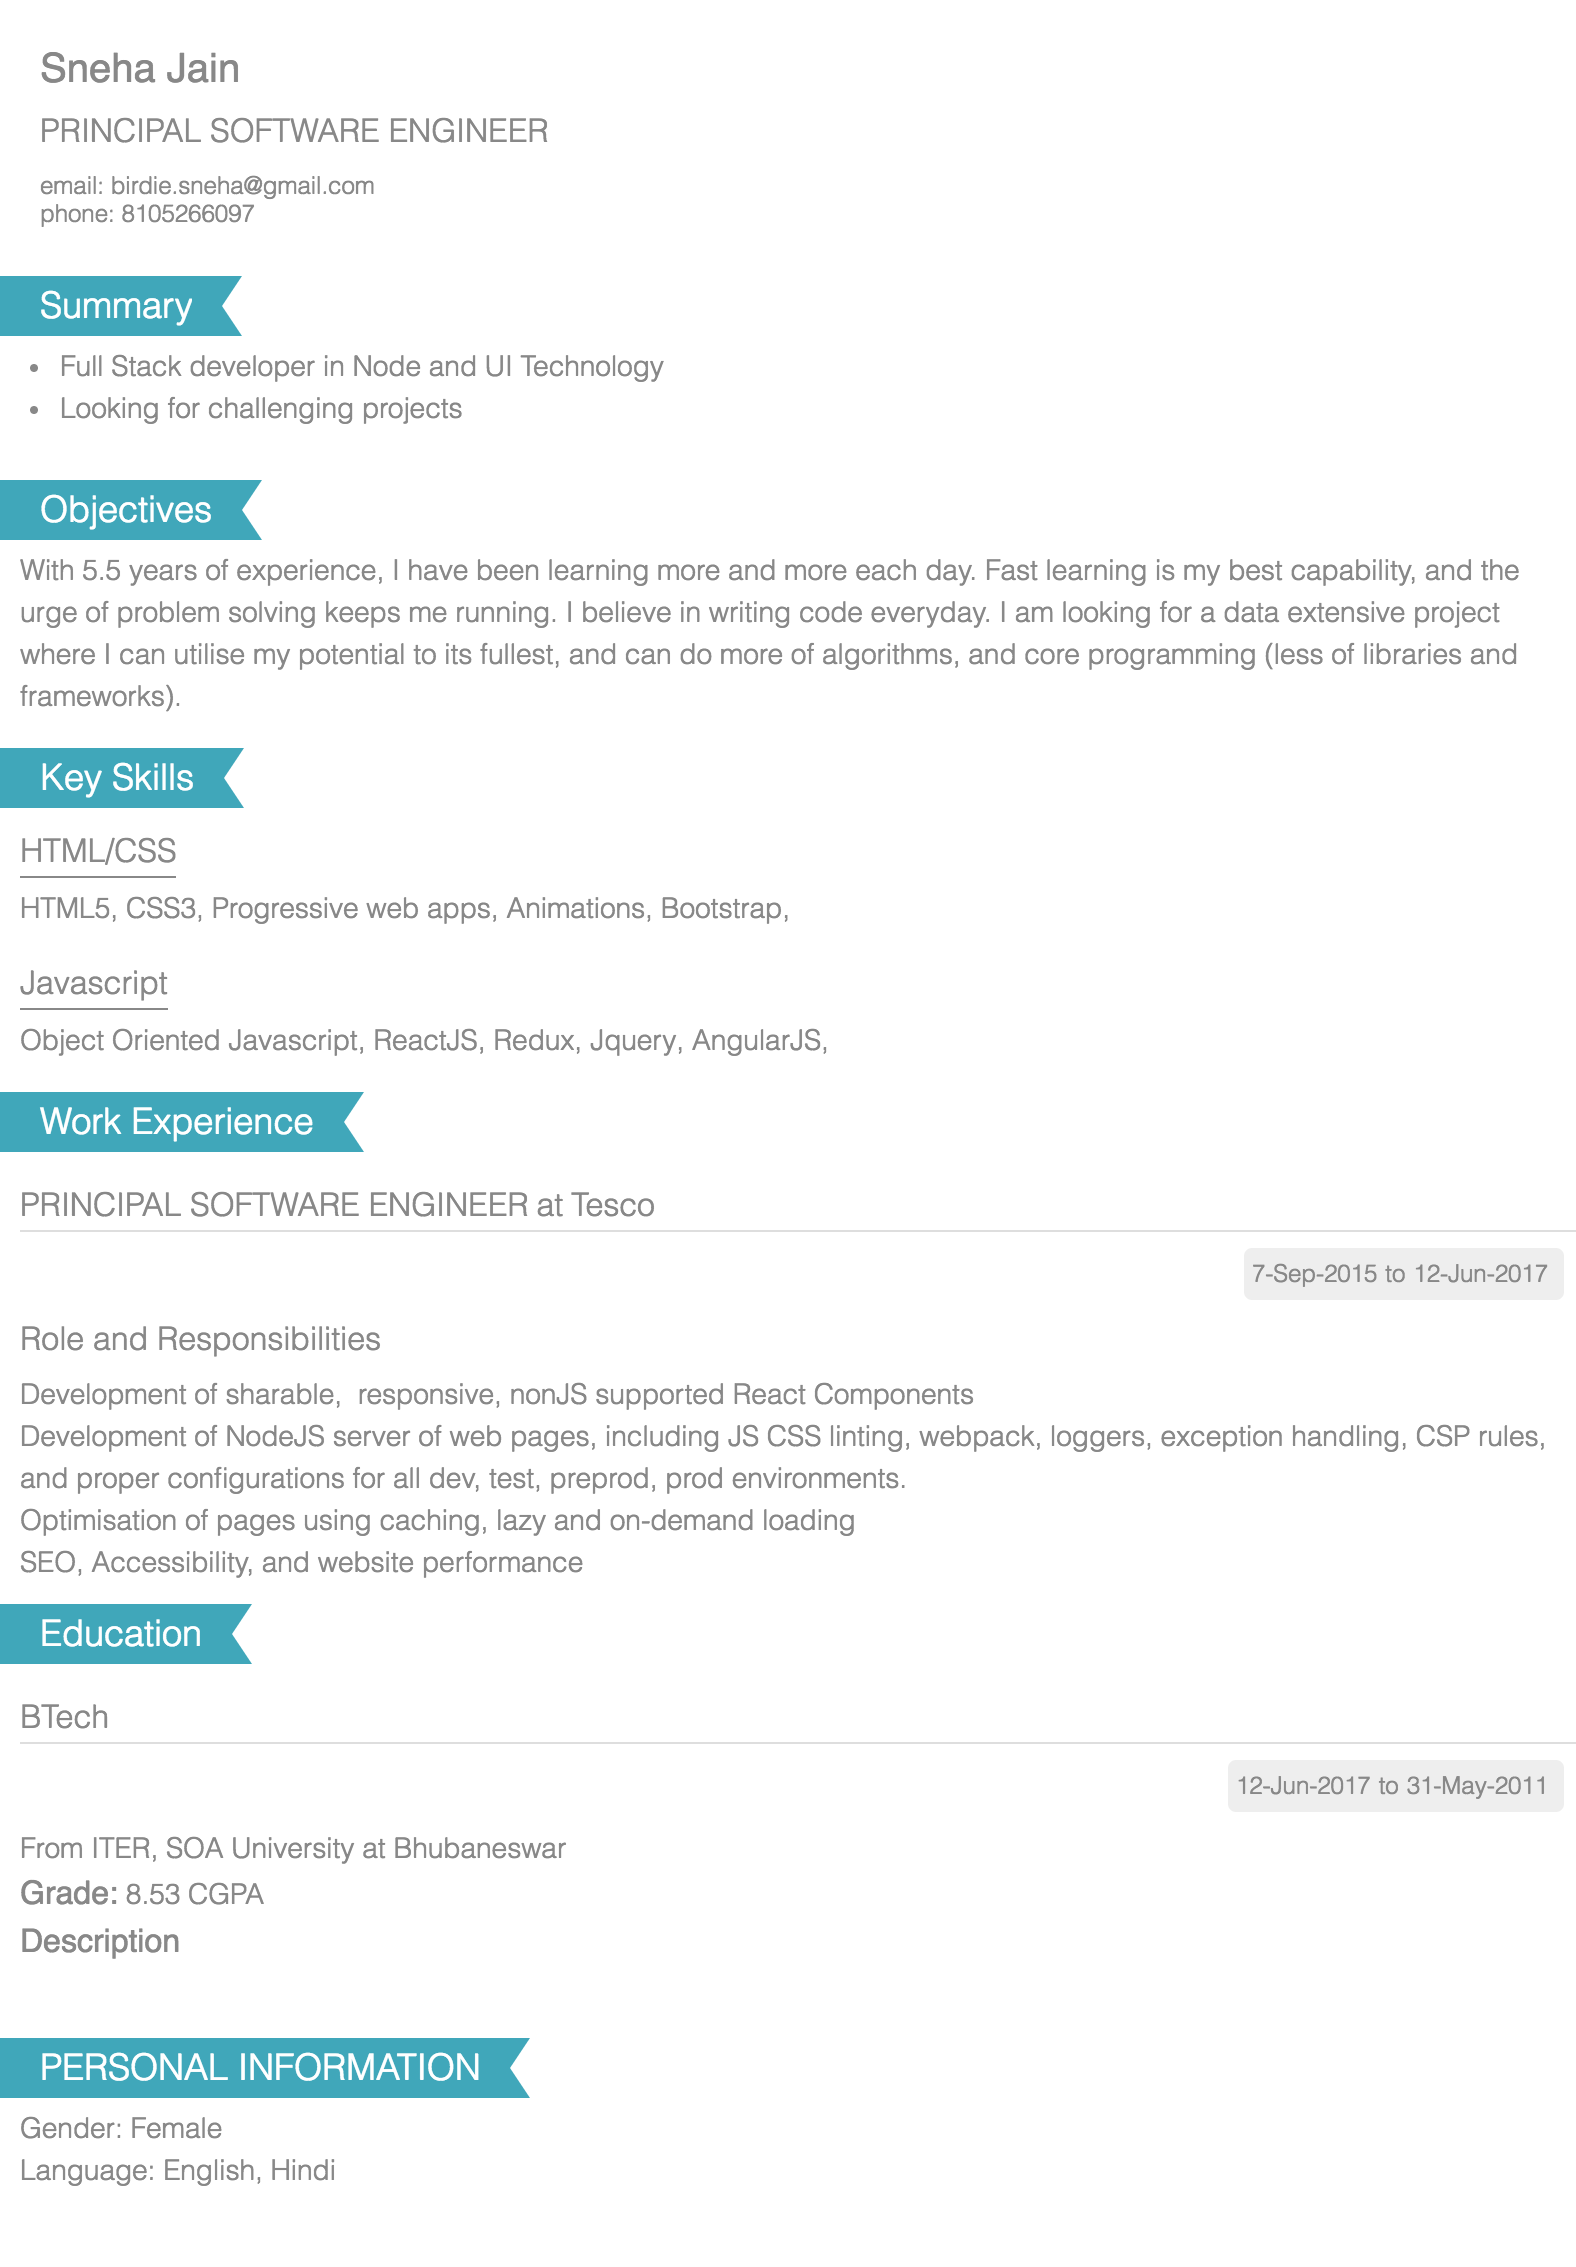 Sneha Jain
PRINCIPAL SOFTWARE ENGINEER
email: birdie.sneha@gmail.com
phone: 8105266097
Summary
• Full Stack developer in Node and UI Technology
• Looking for challenging projects
Objectives
With 5.5 years of experience, I have been learning more and more each day. Fast learning is my best capability, and the
urge of problem solving keeps me running. I believe in writing code everyday. I am looking for a data extensive project
where I can utilise my potential to its fullest, and can do more of algorithms, and core programming (less of libraries and
frameworks).
Key Skills
HTML/CSS
HTML5, CSS3, Progressive web apps, Animations, Bootstrap,
Javascript
Object Oriented Javascript, ReactJS, Redux, Jquery, AngularJS,
Work Experience
PRINCIPAL SOFTWARE ENGINEER at Tesco
7-Sep-2015 to 12-Jun-2017
Role and Responsibilities
Development of sharable,  responsive, nonJS supported React Components
Development of NodeJS server of web pages, including JS CSS linting, webpack, loggers, exception handling, CSP rules,
and proper configurations for all dev, test, preprod, prod environments.
Optimisation of pages using caching, lazy and on-demand loading
SEO, Accessibility, and website performance
Education
BTech
12-Jun-2017 to 31-May-2011
From ITER, SOA University at Bhubaneswar
Grade: 8.53 CGPA
Description
PERSONAL INFORMATION
Gender: Female
Language: English, Hindi